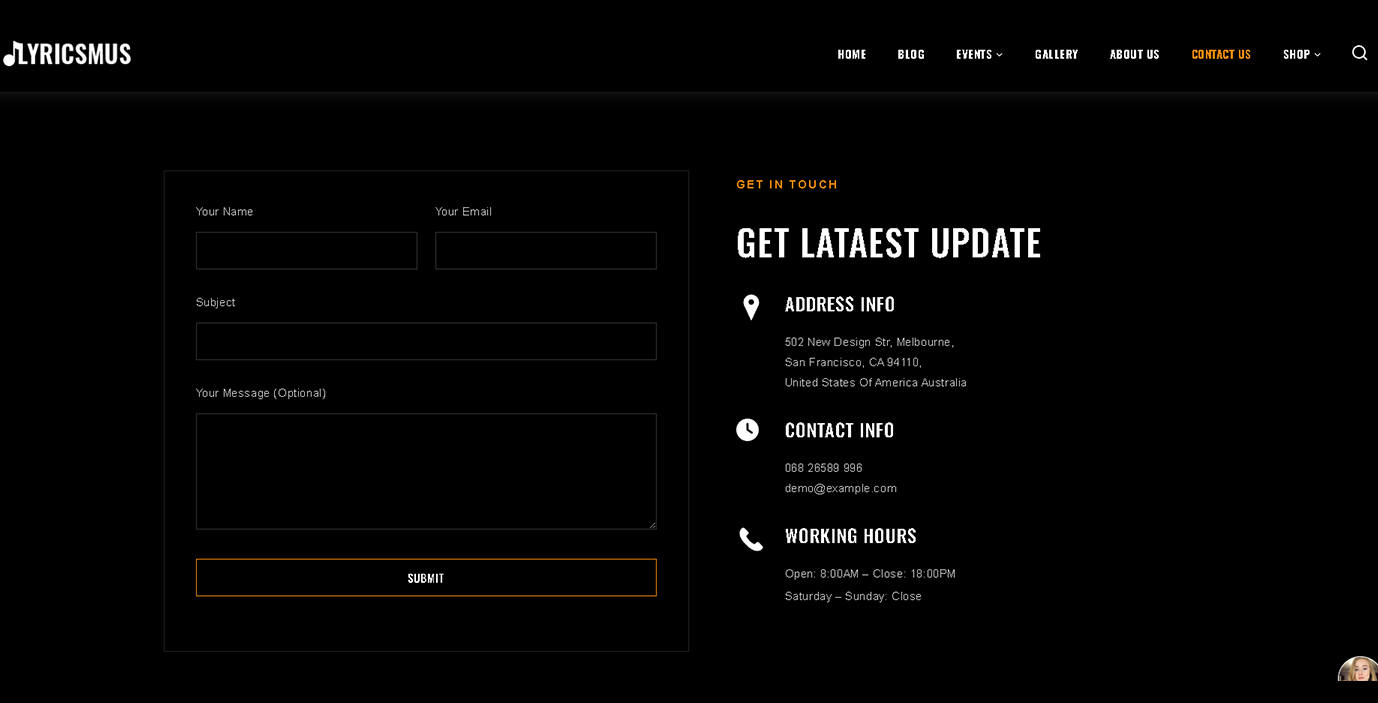 LYRICSMUS
HOME BLOG EVENTS GALLERY ABOUT US CONTACT US SHOP
Your Name Your Email
Subject
Your Message (Optional)
SUBMIT
GET IN TOUCH
GET LATAEST UPDATE
ADDRESS INFO
502 New Design Str, Melbourne,
San Francisco, CA 94110,
United States Of America Australia
CONTACT INFO
068 26589 996
demo@example.com
WORKING HOURS
Open: 8:00AM – Close: 18:00PM
Saturday – Sunday: Close